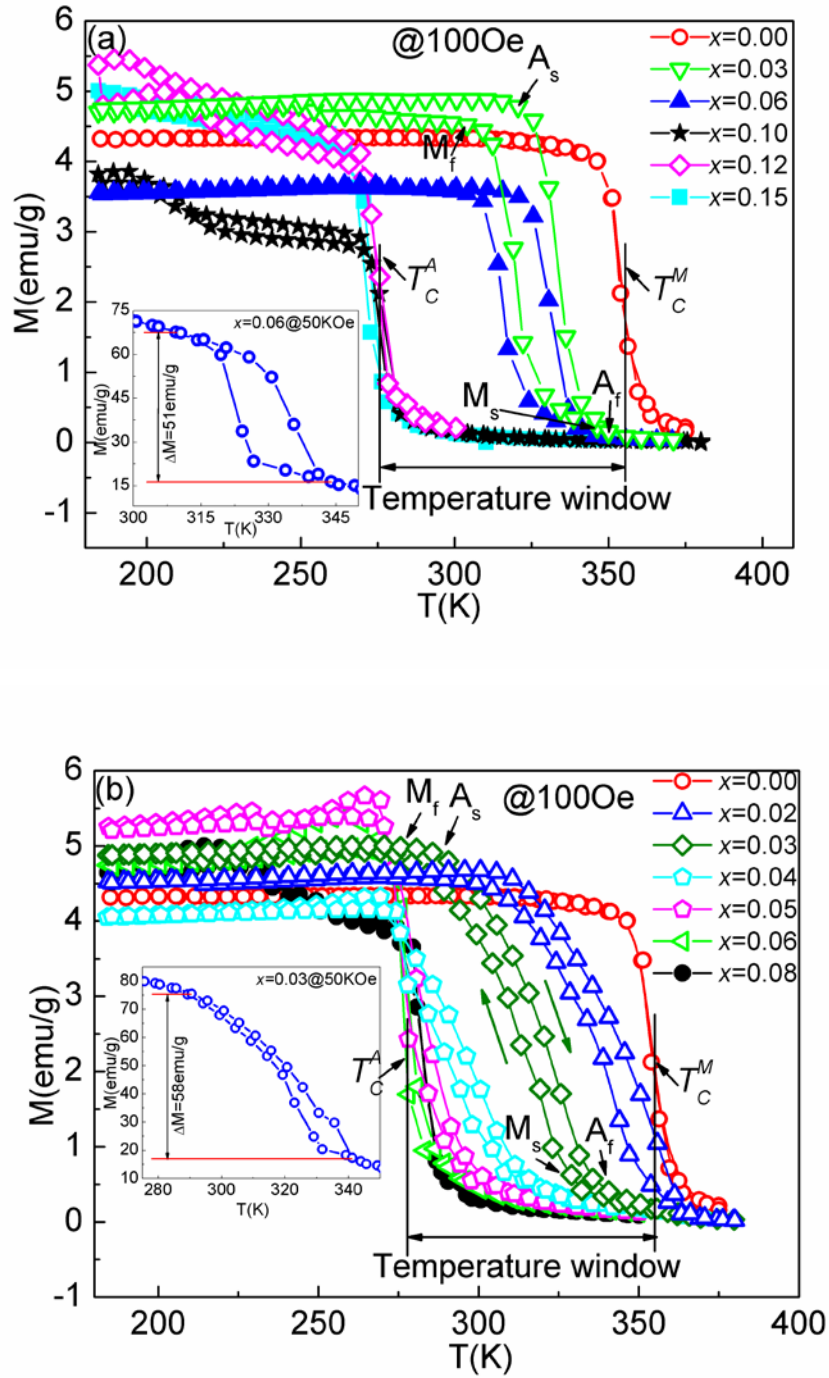 (a)
@100Oe
x=0.00
x=0.03
x=0.06
x=0.10
x=0.12
x=0.15
A_s
M_f
T_C^A
T_C^M
M_s
A_f
Temperature window
M(emu/g)
6
5
4
3
2
1
0
-1
200 250 300 350 400
T(K)
x=0.06@50KOe
M(emu/g)
75
60
45
30
15
ΔM=51emu/g
300 315 330 345
T(K)
(b)
@100Oe
x=0.00
x=0.02
x=0.03
x=0.04
x=0.05
x=0.06
x=0.08
M_f
A_s
T_C^A
T_C^M
M_s
A_f
Temperature window
M(emu/g)
6
5
4
3
2
1
0
-1
200 250 300 350 400
T(K)
x=0.03@50KOe
M(emu/g)
80
70
60
50
40
30
20
10
ΔM=58emu/g
280 300 320 340
T(K)